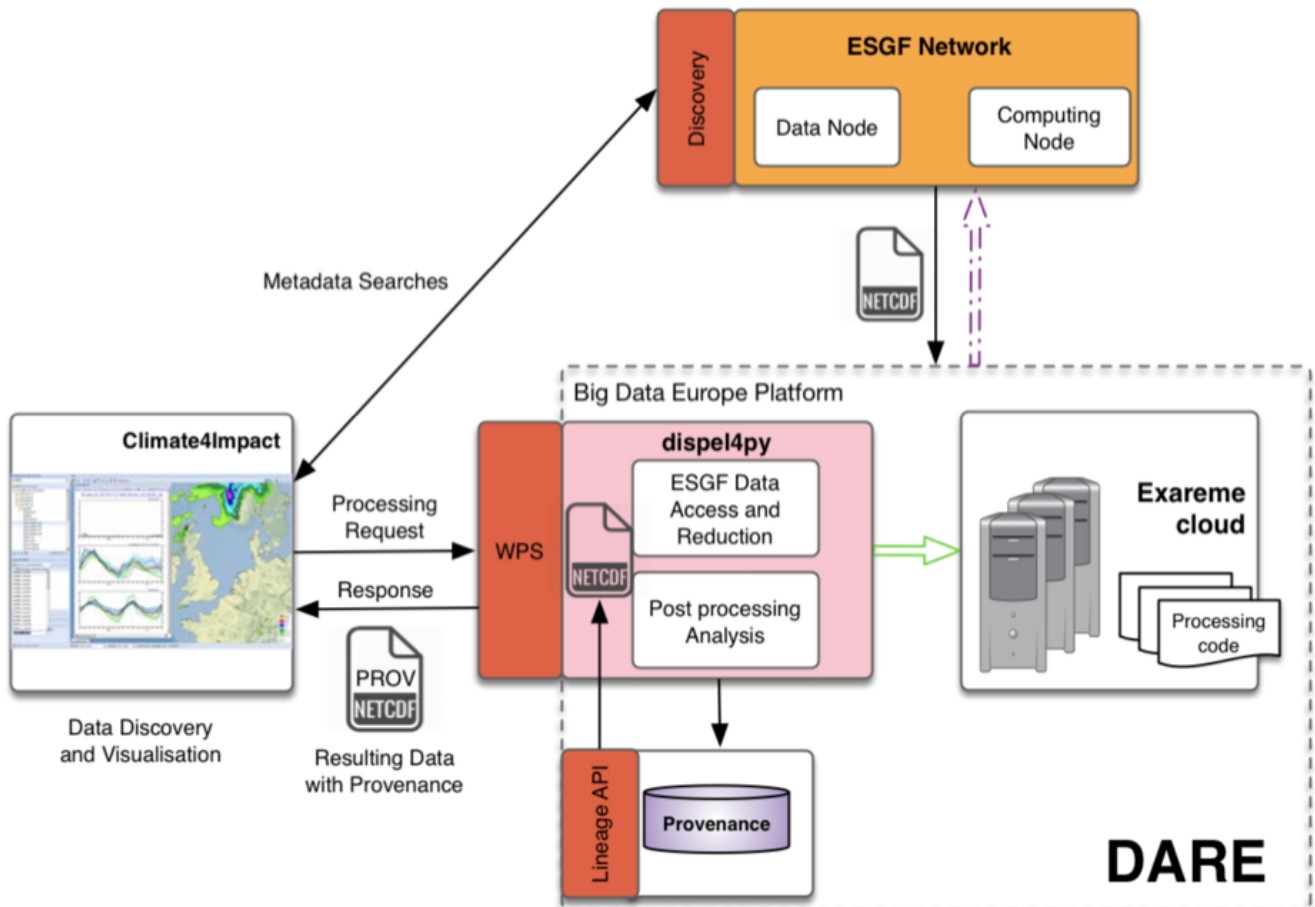 ESGF Network
Discovery
Data Node
Computing
Node
Metadata Searches
NETCDF
Big Data Europe Platform
Climate4Impact
dispel4py
ESGF Data
Access and
Reduction
Exareme
cloud
Processing
Request
WPS
NETCDF
Response
Post processing
Analysis
Processing
code
PROV
NETCDF
Data Discovery
and Visualisation
Resulting Data
with Provenance
Lineage API
Provenance
DARE